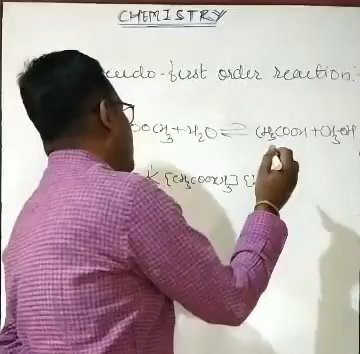 CHEMISTRY
eudo-first order reaction:-
OOCH₃+H₂O ⇌ CH₃COOH+CH₃OH
K [CH₃COOCH₃] [